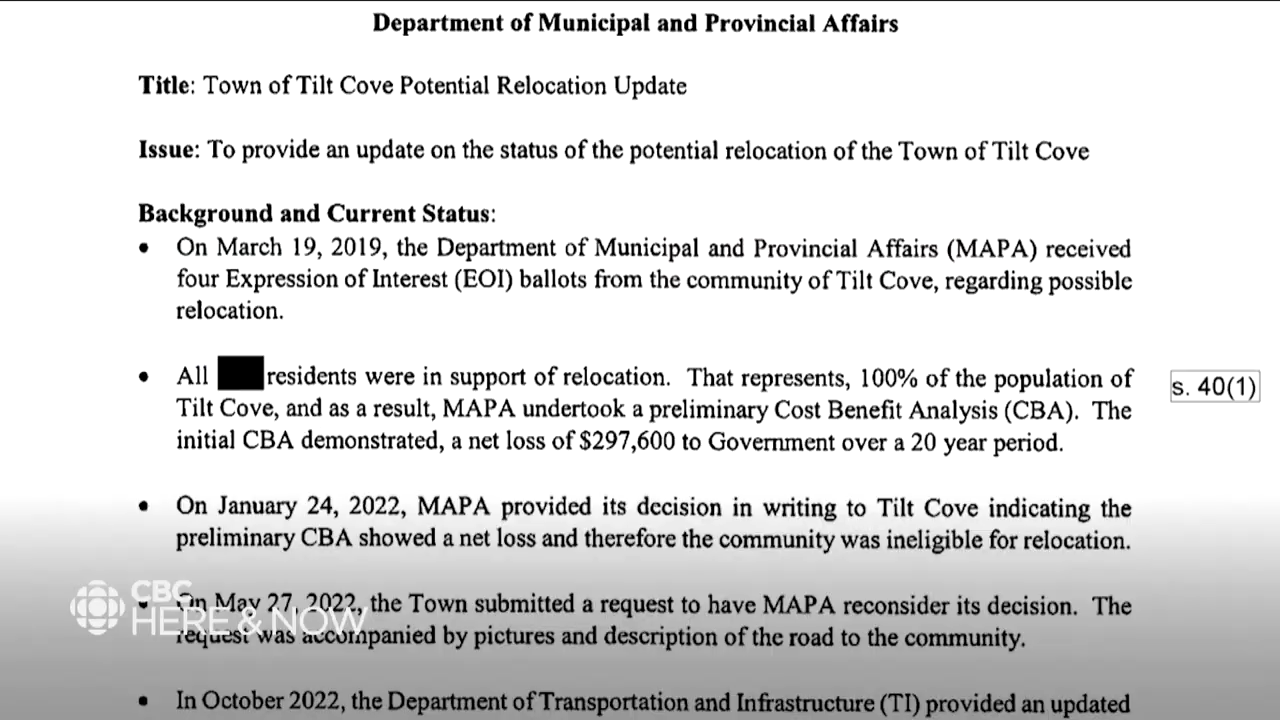 Department of Municipal and Provincial Affairs
Title: Town of Tilt Cove Potential Relocation Update
Issue: To provide an update on the status of the potential relocation of the Town of Tilt Cove
Background and Current Status:
• On March 19, 2019, the Department of Municipal and Provincial Affairs (MAPA) received
four Expression of Interest (EOI) ballots from the community of Tilt Cove, regarding possible
relocation.
• All residents were in support of relocation. That represents, 100% of the population of
s. 40(1)
Tilt Cove, and as a result, MAPA undertook a preliminary Cost Benefit Analysis (CBA). The
initial CBA demonstrated, a net loss of $297,600 to Government over a 20 year period.
• On January 24, 2022, MAPA provided its decision in writing to Tilt Cove indicating the
preliminary CBA showed a net loss and therefore the community was ineligible for relocation.
• On May 27, 2022, the Town submitted a request to have MAPA reconsider its decision. The
request was accompanied by pictures and description of the road to the community.
CBC
HERE & NOW
• In October 2022, the Department of Transportation and Infrastructure (TI) provided an updated